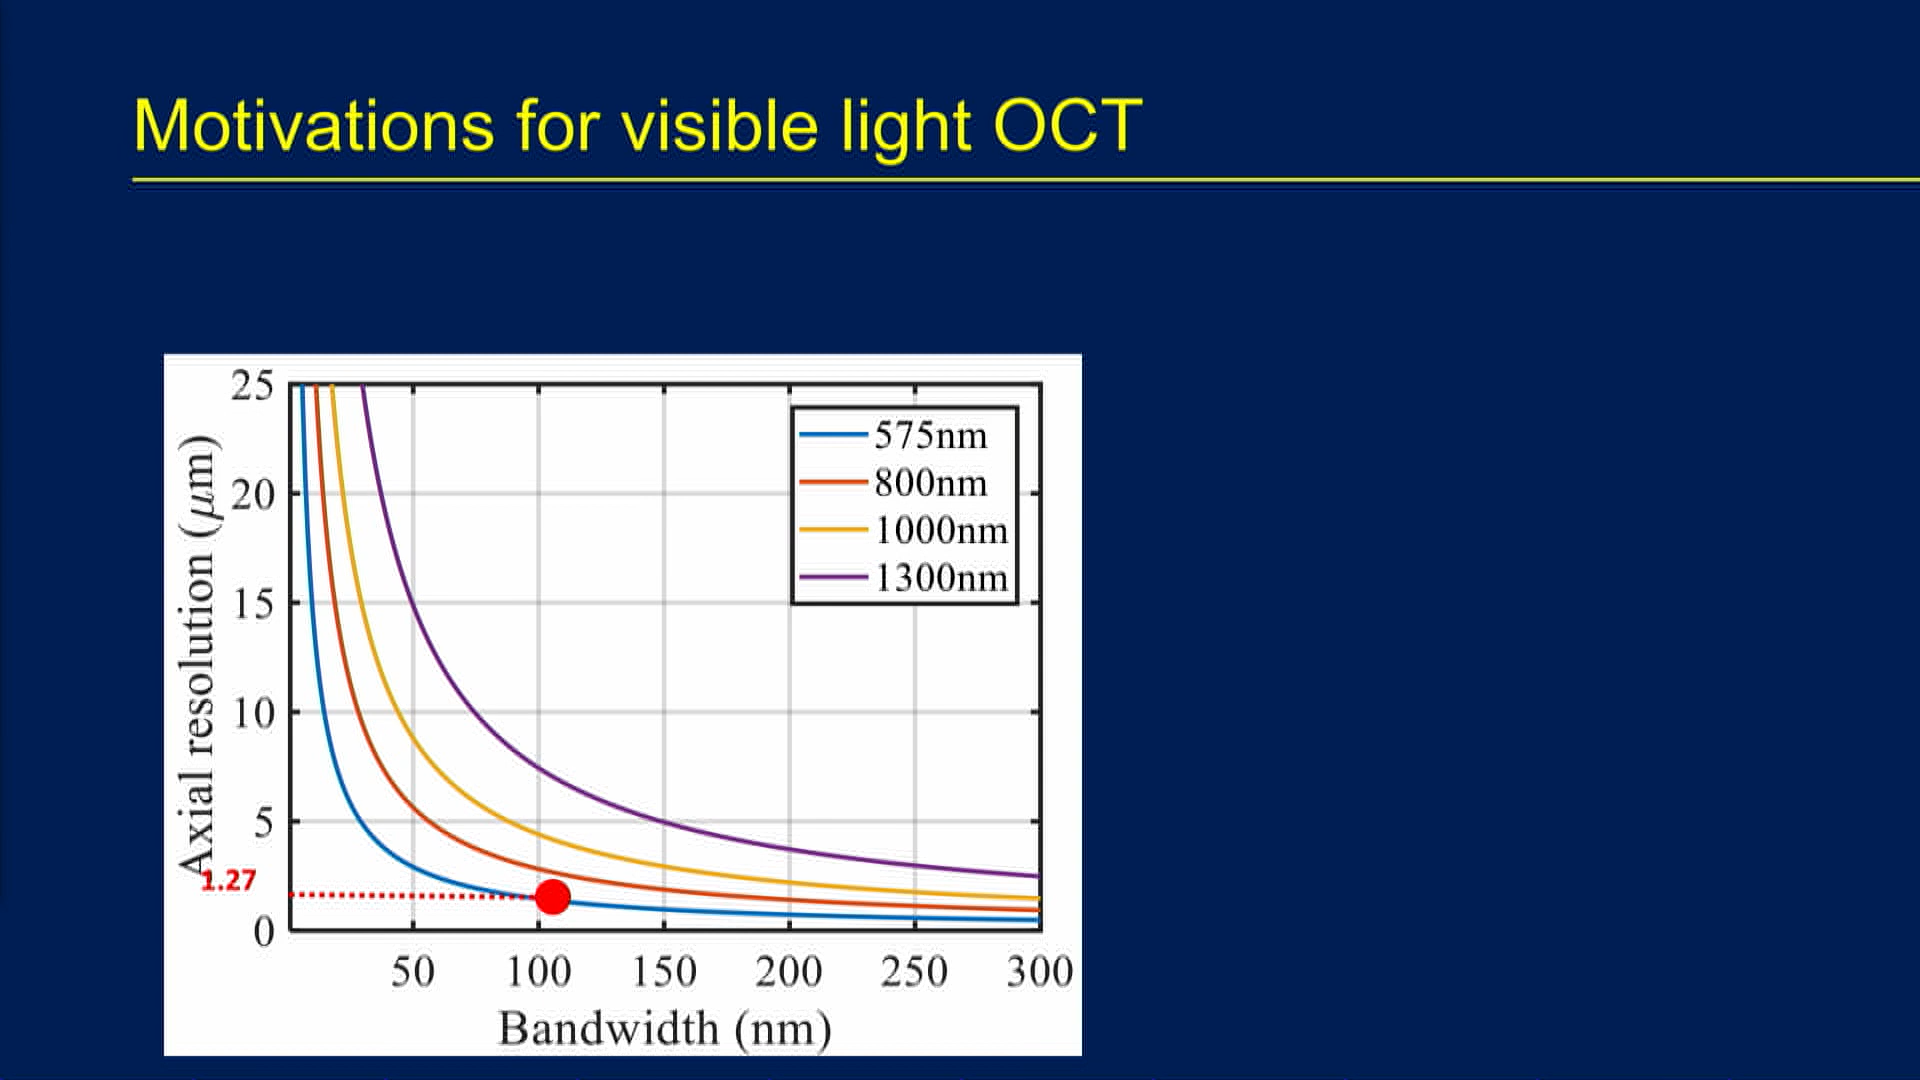 Motivations for visible light OCT
25
20
15
10
5
0
Axial resolution (μm)
1.27
575nm
800nm
1000nm
1300nm
50 100 150 200 250 300
Bandwidth (nm)